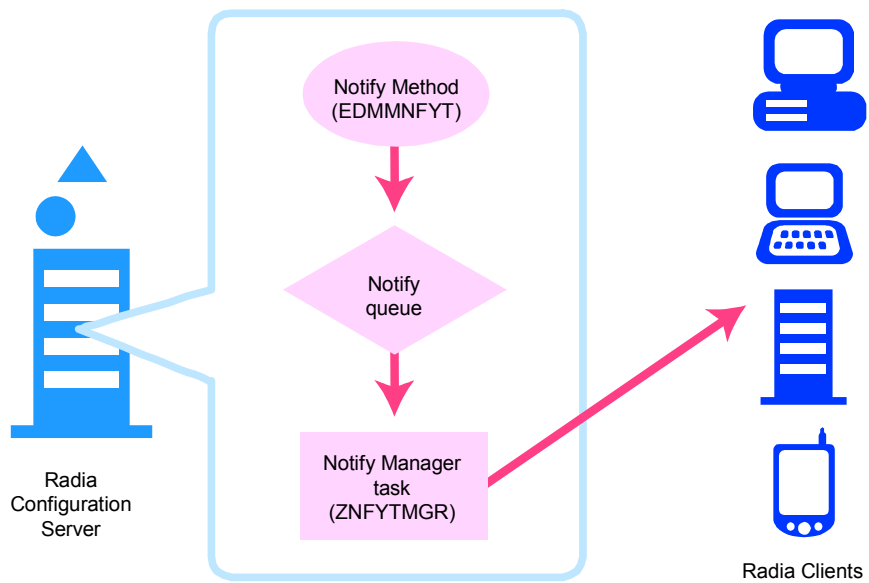 Notify Method
(EDMMNFYT)
Notify
queue
Notify Manager
task
(ZNFYTMGR)
Radia
Configuration
Server
Radia Clients